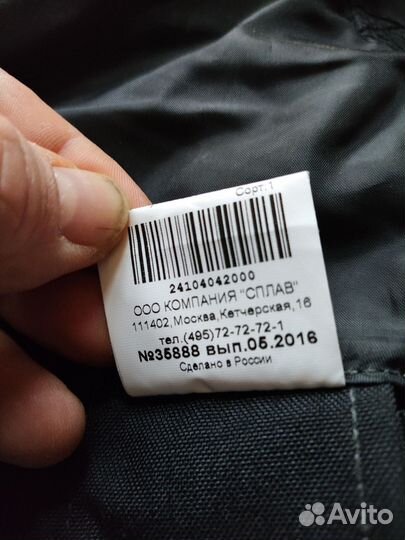 Сорт.1
24104042000
ООО КОМПАНИЯ "СПЛАВ"
111402,Москва,Кетчерская,16
тел.(495)72-72-72-1
№35888 вып.05.2016
Сделано в России
Avito